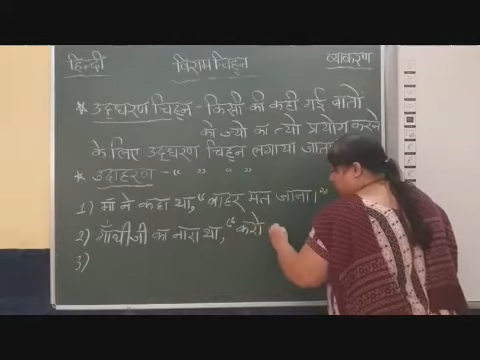 हिन्दी विराम चिह्न व्याकरण
* उद्धरण चिह्न - किसी की कही गई बातों
को ज्यो का त्यो प्रयोग करने
के लिए उद्धरण चिह्न लगाया जाता
* उदाहरण - " " " "
1) माँ ने कहा था, "बाहर मत जाना।"
2) गाँधीजी का नारा था, "करो
3)